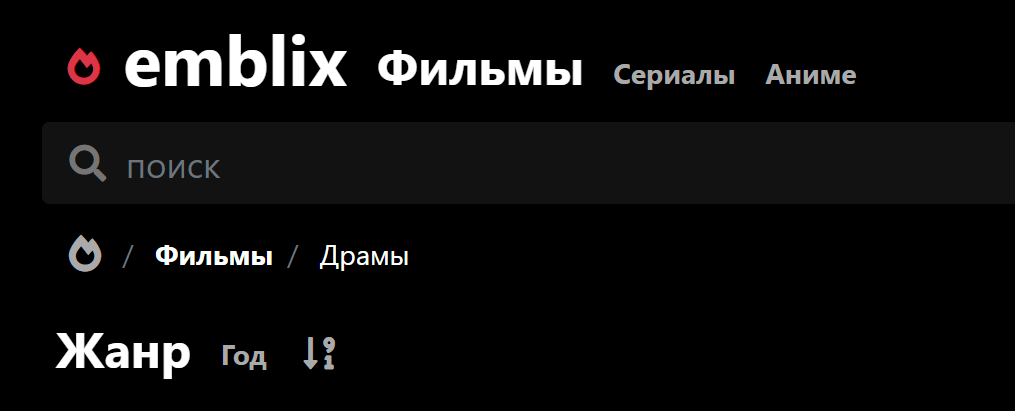 emblix Фильмы Сериалы Аниме
поиск
/ Фильмы / Драмы
Жанр Год